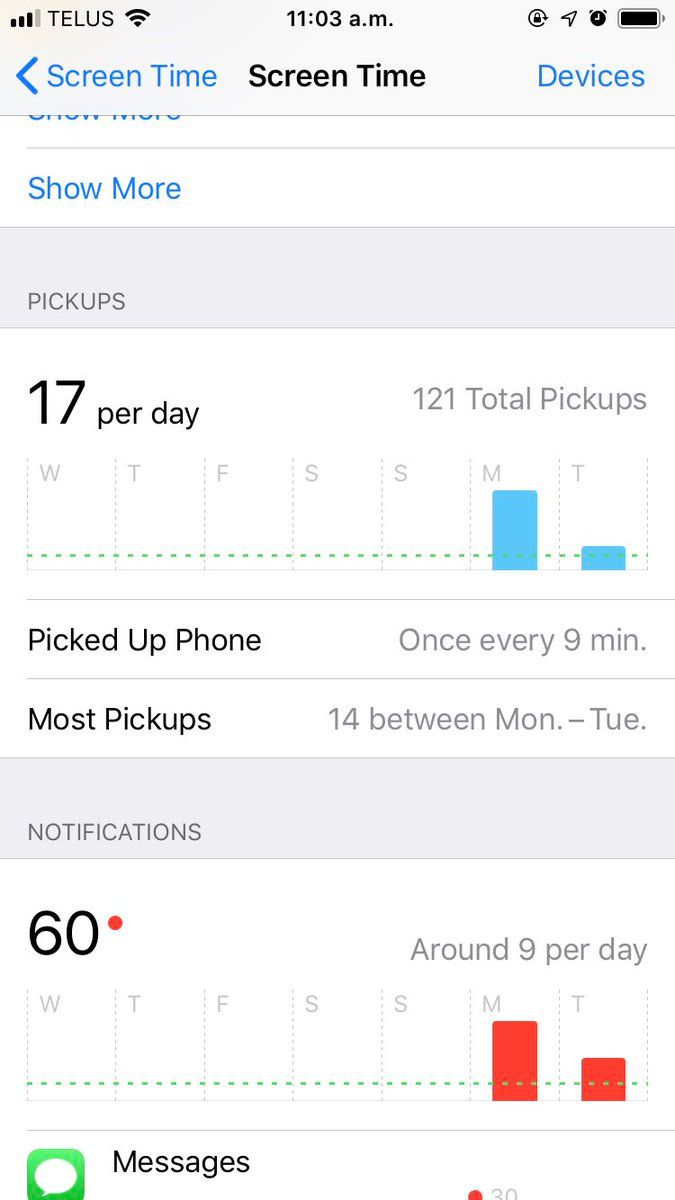 TELUS 11:03 a.m.
Screen Time Screen Time Devices
Show More
Show More
PICKUPS
17 per day 121 Total Pickups
W T F S S M T
Picked Up Phone Once every 9 min.
Most Pickups 14 between Mon. – Tue.
NOTIFICATIONS
60 Around 9 per day
W T F S S M T
Messages
30